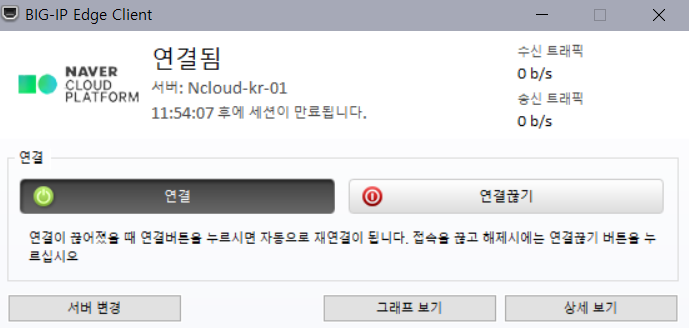 BIG-IP Edge Client
NAVER
CLOUD
PLATFORM
연결됨
서버: Ncloud-kr-01
11:54:07 후에 세션이 만료됩니다.
수신 트래픽
0 b/s
송신 트래픽
0 b/s
연결
연결
연결끊기
연결이 끊어졌을 때 연결버튼을 누르시면 자동으로 재연결이 됩니다. 접속을 끊고 해제시에는 연결끊기 버튼을 누
르십시오
서버 변경
그래프 보기
상세 보기